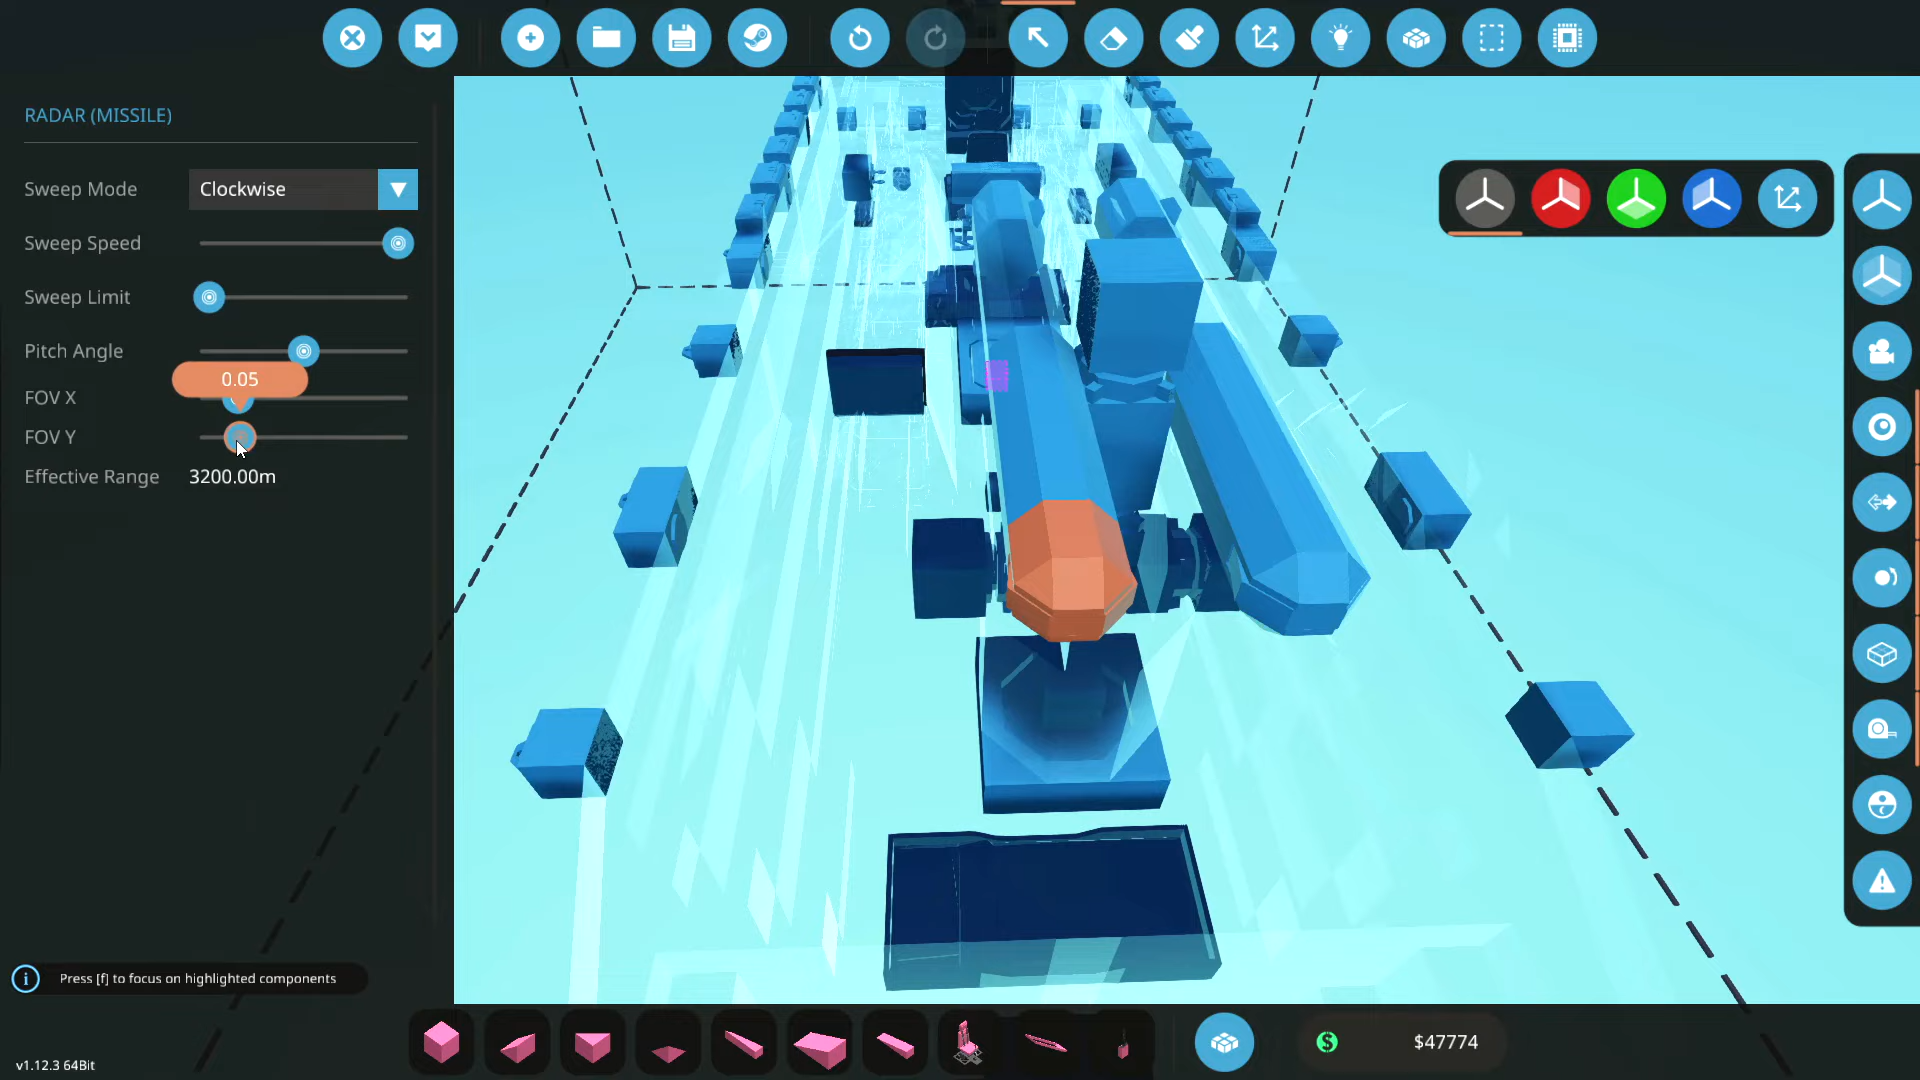 RADAR (MISSILE)
Sweep Mode
Clockwise
Sweep Speed
Sweep Limit
Pitch Angle
0.05
FOV X
FOV Y
Effective Range
3200.00m
Press [f] to focus on highlighted components
$47774
v1.12.3 64Bit